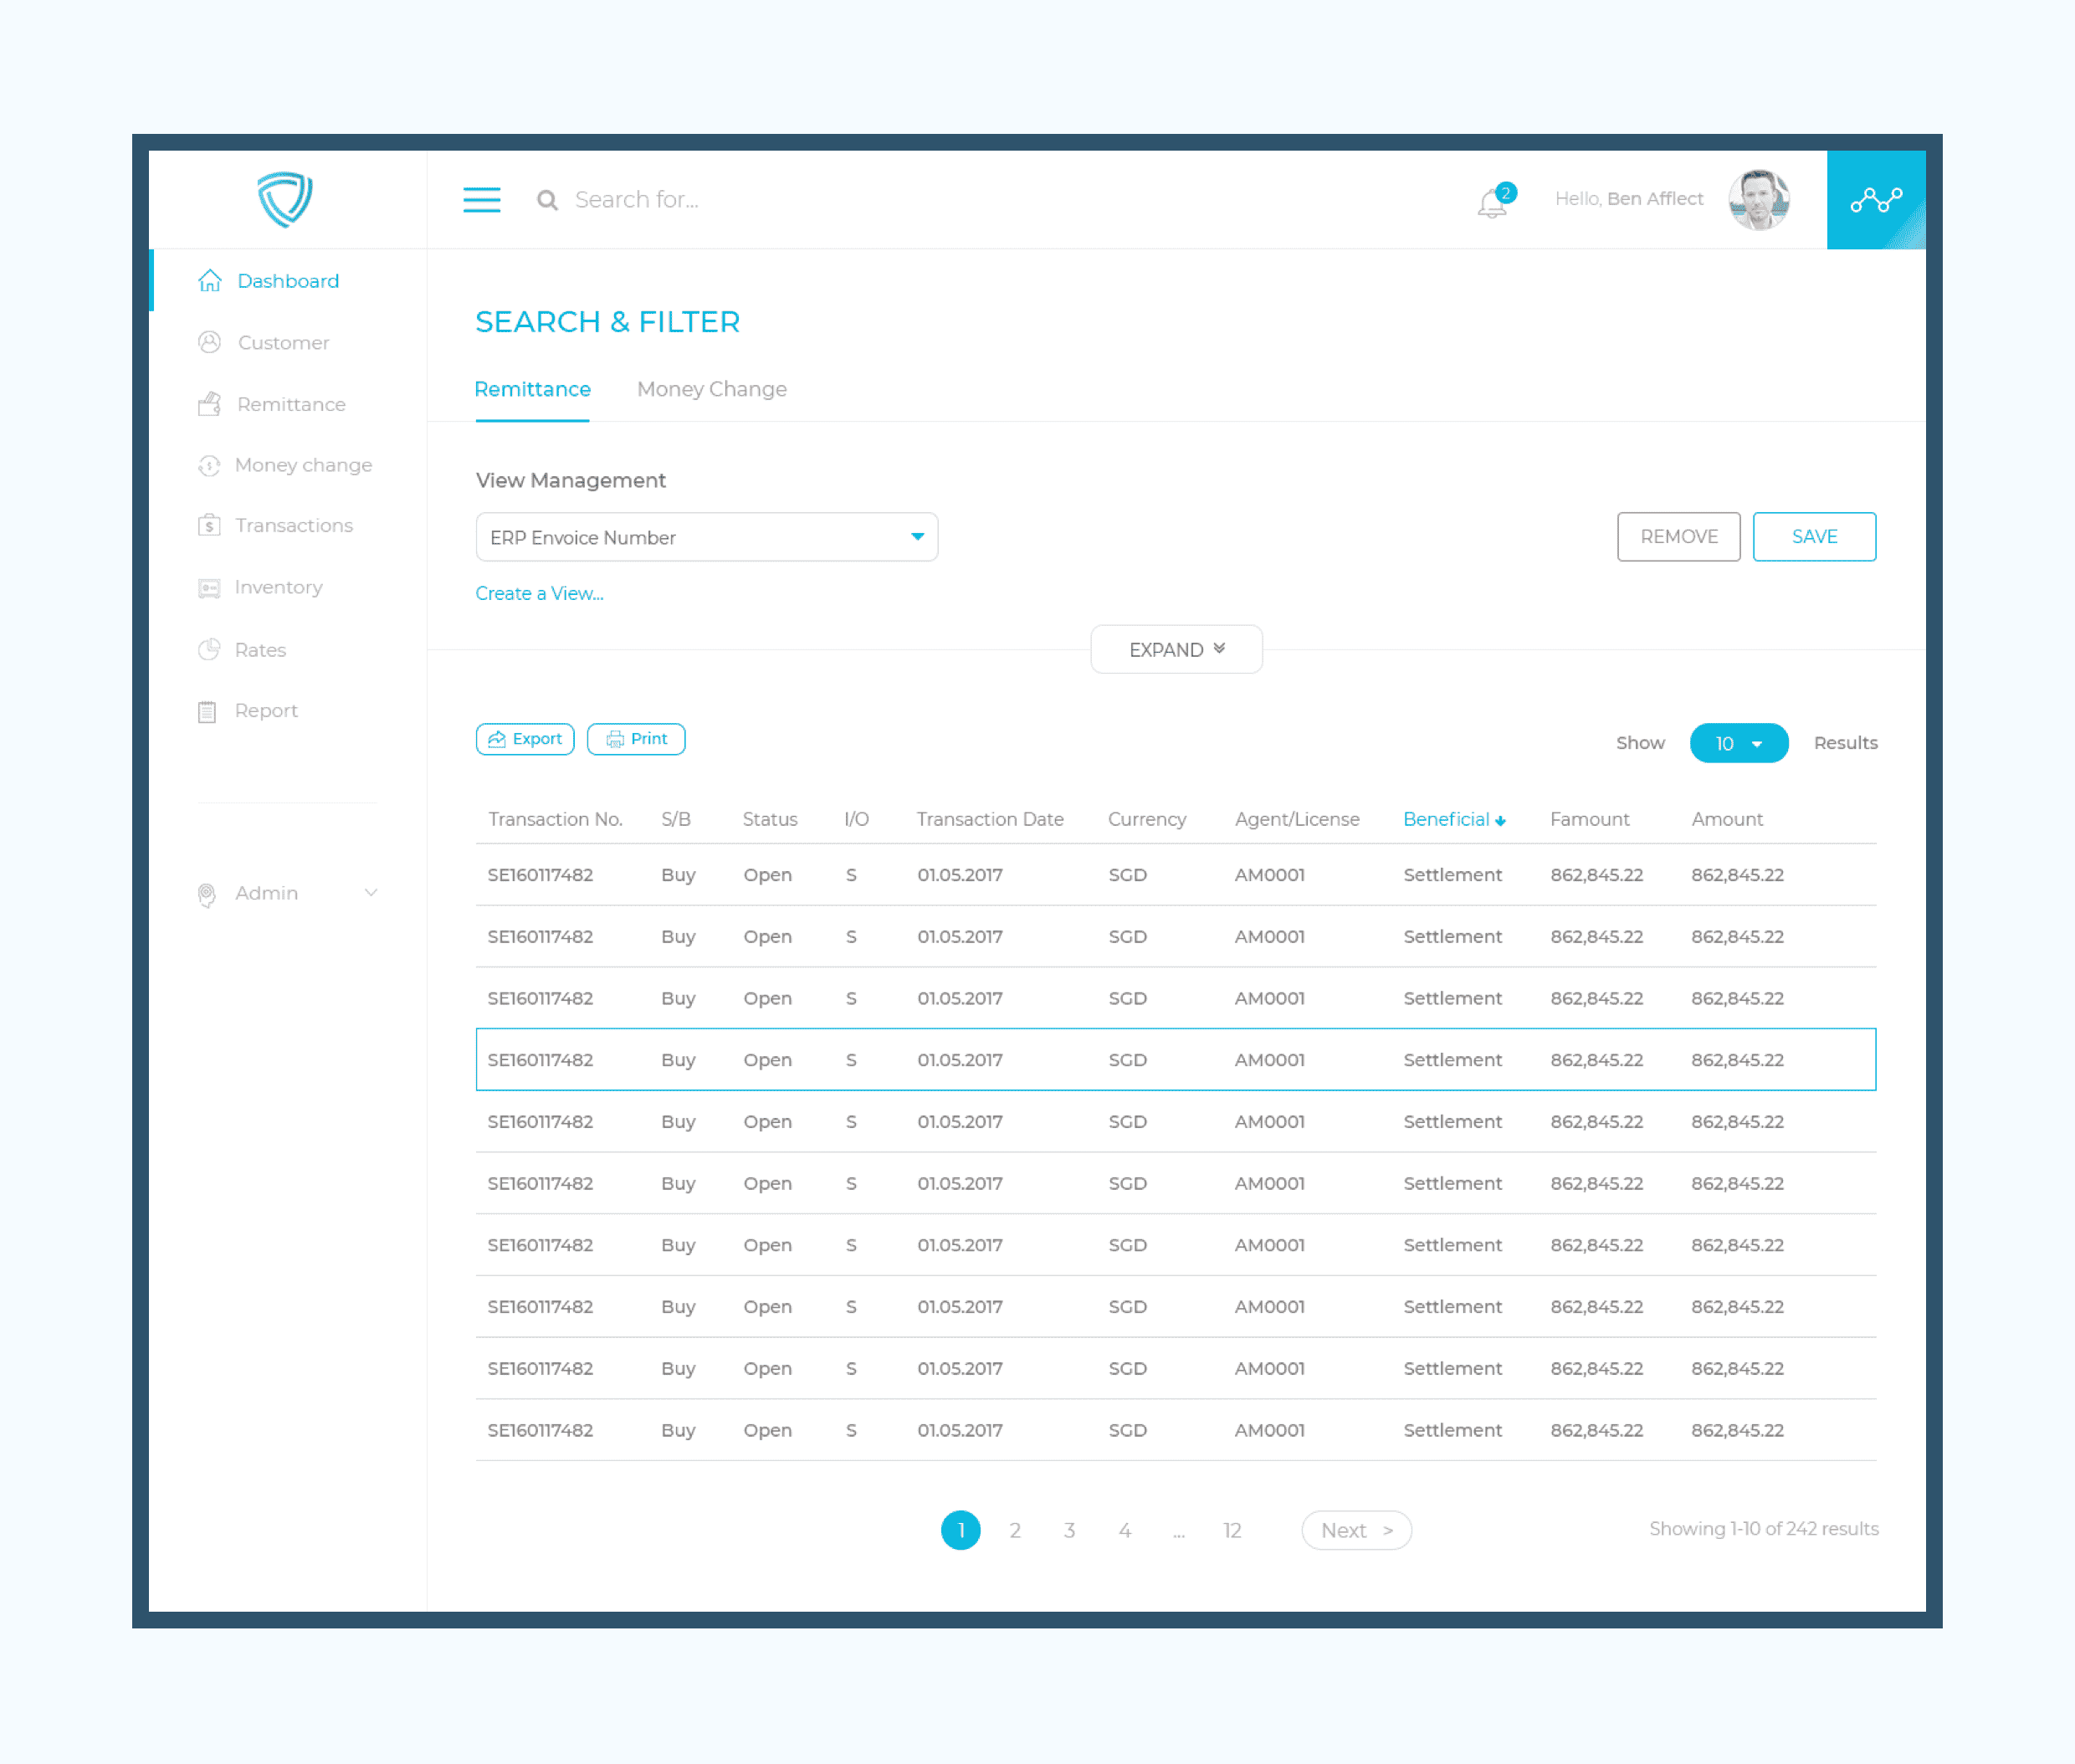 Search for...
2
Hello, Ben Afflect
Dashboard
Customer
Remittance
Money change
Transactions
Inventory
Rates
Report
Admin
SEARCH & FILTER
Remittance Money Change
View Management
ERP Envoice Number
REMOVE SAVE
Create a View...
EXPAND
Export Print
Show 10 Results
Transaction No. S/B Status I/O Transaction Date Currency Agent/License Beneficial Famount Amount
SE160117482 Buy Open S 01.05.2017 SGD AM0001 Settlement 862,845.22 862,845.22
SE160117482 Buy Open S 01.05.2017 SGD AM0001 Settlement 862,845.22 862,845.22
SE160117482 Buy Open S 01.05.2017 SGD AM0001 Settlement 862,845.22 862,845.22
SE160117482 Buy Open S 01.05.2017 SGD AM0001 Settlement 862,845.22 862,845.22
SE160117482 Buy Open S 01.05.2017 SGD AM0001 Settlement 862,845.22 862,845.22
SE160117482 Buy Open S 01.05.2017 SGD AM0001 Settlement 862,845.22 862,845.22
SE160117482 Buy Open S 01.05.2017 SGD AM0001 Settlement 862,845.22 862,845.22
SE160117482 Buy Open S 01.05.2017 SGD AM0001 Settlement 862,845.22 862,845.22
SE160117482 Buy Open S 01.05.2017 SGD AM0001 Settlement 862,845.22 862,845.22
SE160117482 Buy Open S 01.05.2017 SGD AM0001 Settlement 862,845.22 862,845.22
1 2 3 4 ... 12 Next > Showing 1-10 of 242 results